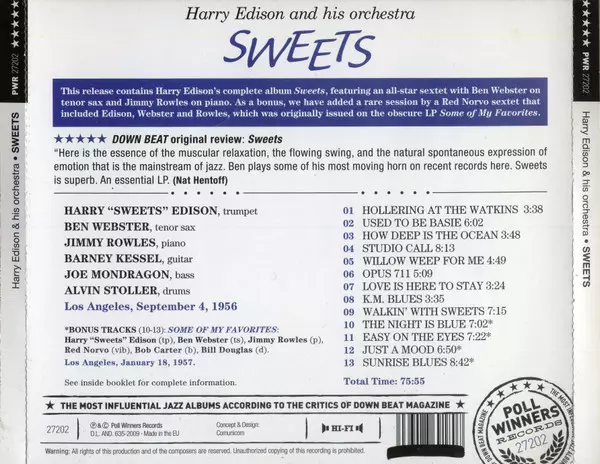 PWR 27202
Harry Edison & his orchestra • SWEETS
Harry Edison and his orchestra
SWEETS
This release contains Harry Edison's complete album Sweets, featuring an all-star sextet with Ben Webster on
tenor sax and Jimmy Rowles on piano. As a bonus, we have added a rare session by a Red Norvo sextet that
included Edison, Webster and Rowles, which was originally issued on the obscure LP Some of My Favorites.
★★★★★ DOWN BEAT original review: Sweets
"Here is the essence of the muscular relaxation, the flowing swing, and the natural spontaneous expression of
emotion that is the mainstream of jazz. Ben plays some of his most moving horn on recent records here. Sweets
is superb. An essential LP. (Nat Hentoff)
HARRY "SWEETS" EDISON, trumpet
BEN WEBSTER, tenor sax
JIMMY ROWLES, piano
BARNEY KESSEL, guitar
JOE MONDRAGON, bass
ALVIN STOLLER, drums
Los Angeles, September 4, 1956
*BONUS TRACKS (10-13): SOME OF MY FAVORITES:
Harry "Sweets" Edison (tp), Ben Webster (ts), Jimmy Rowles (p),
Red Norvo (vib), Bob Carter (b), Bill Douglas (d).
Los Angeles, January 18, 1957.
See inside booklet for complete information.
01 HOLLERING AT THE WATKINS 3:38
02 USED TO BE BASIE 6:02
03 HOW DEEP IS THE OCEAN 3:48
04 STUDIO CALL 8:13
05 WILLOW WEEP FOR ME 4:49
06 OPUS 711 5:09
07 LOVE IS HERE TO STAY 3:24
08 K.M. BLUES 3:35
09 WALKIN' WITH SWEETS 7:15
10 THE NIGHT IS BLUE 7:02*
11 EASY ON THE EYES 7:22*
12 JUST A MOOD 6:50*
13 SUNRISE BLUES 8:42*
Total Time: 75:55
★ THE MOST INFLUENTIAL JAZZ ALBUMS ACCORDING TO THE CRITICS OF DOWN BEAT MAGAZINE ★
27202
℗ & © Poll Winners Records
D.L. AND. 635-2009 - Made in the EU
Concept & Design:
Comunicom
HI-FI
Warning: All rights of this production and of the composers are reserved. Unauthorized copying of this recording is prohibited.
POLL
WINNERS
RECORDS
27202
PWR 27202
Harry Edison & his orchestra • SWEETS